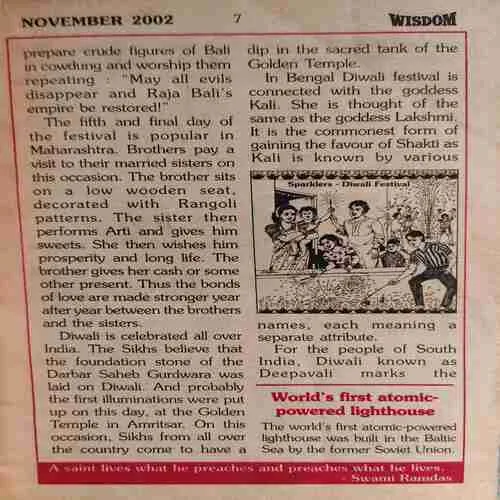 NOVEMBER 2002 7 WISDOM
prepare crude figures of Bali
in cowdung and worship them
repeating : "May all evils
disappear and Raja Bali's
empire be restored!"
The fifth and final day of
the festival is popular in
Maharashtra. Brothers pay a
visit to their married sisters on
this occasion. The brother sits
on a low wooden seat,
decorated with Rangoli
patterns. The sister then
performs Arti and gives him
sweets. She then wishes him
prosperity and long life. The
brother gives her cash or some
other present. Thus the bonds
of love are made stronger year
after year between the brothers
and the sisters.
Diwali is celebrated all over
India. The Sikhs believe that
the foundation stone of the
Darbar Saheb Gurdwara was
laid on Diwali. And probably
the first illuminations were put
up on this day, at the Golden
Temple in Amritsar. On this
occasion, Sikhs from all over
the country come to have a
dip in the sacred tank of the
Golden Temple.
In Bengal Diwali festival is
connected with the goddess
Kali. She is thought of the
same as the goddess Lakshmi.
It is the commonest form of
gaining the favour of Shakti as
Kali is known by various
Sparklers - Diwali Festival
names, each meaning a
separate attribute.
For the people of South
India, Diwali known as
Deepavali marks the
World's first atomic-
powered lighthouse
The world's first atomic-powered
lighthouse was built in the Baltic
Sea by the former Soviet Union.
A saint lives what he preaches and preaches what he lives.
- Swami Ramdas